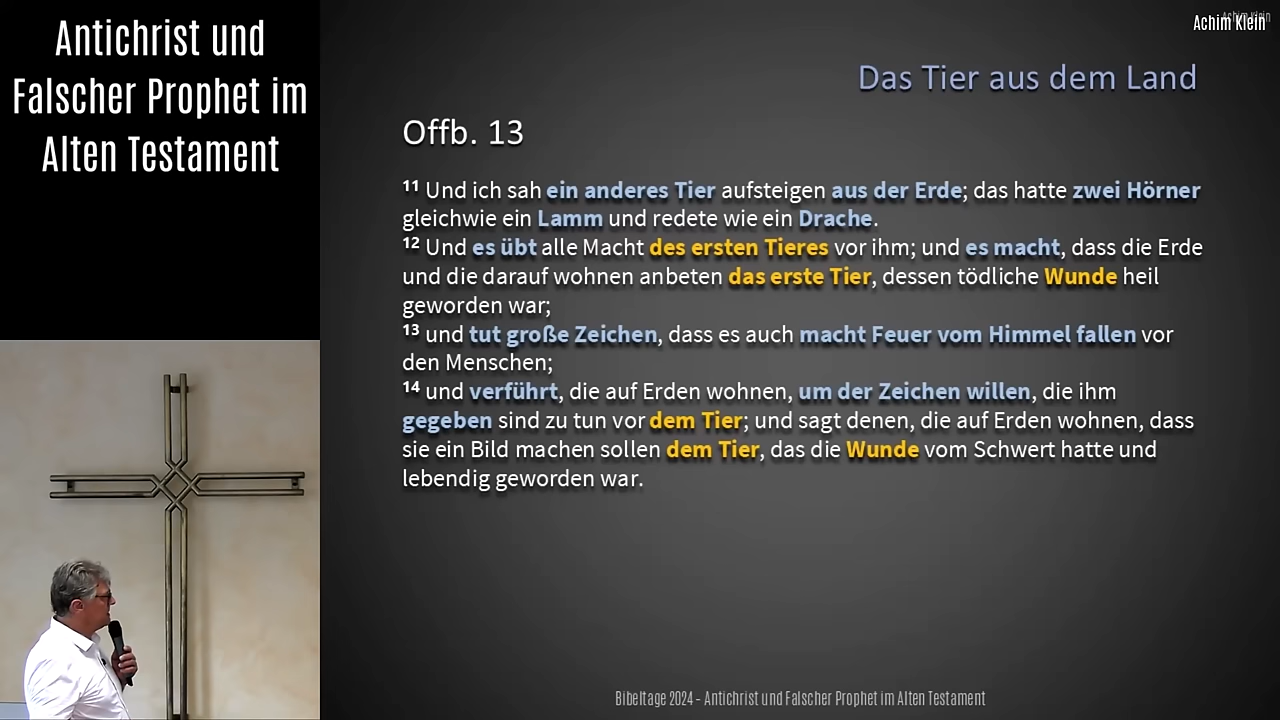 Antichrist und
Falscher Prophet im
Alten Testament
Achim Klein
Achim Klein
Das Tier aus dem Land
Offb. 13
¹¹ Und ich sah ein anderes Tier aufsteigen aus der Erde; das hatte zwei Hörner
gleichwie ein Lamm und redete wie ein Drache.
¹² Und es übt alle Macht des ersten Tieres vor ihm; und es macht, dass die Erde
und die darauf wohnen anbeten das erste Tier, dessen tödliche Wunde heil
geworden war;
¹³ und tut große Zeichen, dass es auch macht Feuer vom Himmel fallen vor
den Menschen;
¹⁴ und verführt, die auf Erden wohnen, um der Zeichen willen, die ihm
gegeben sind zu tun vor dem Tier; und sagt denen, die auf Erden wohnen, dass
sie ein Bild machen sollen dem Tier, das die Wunde vom Schwert hatte und
lebendig geworden war.
Bibeltage 2024 - Antichrist und Falscher Prophet im Alten Testament